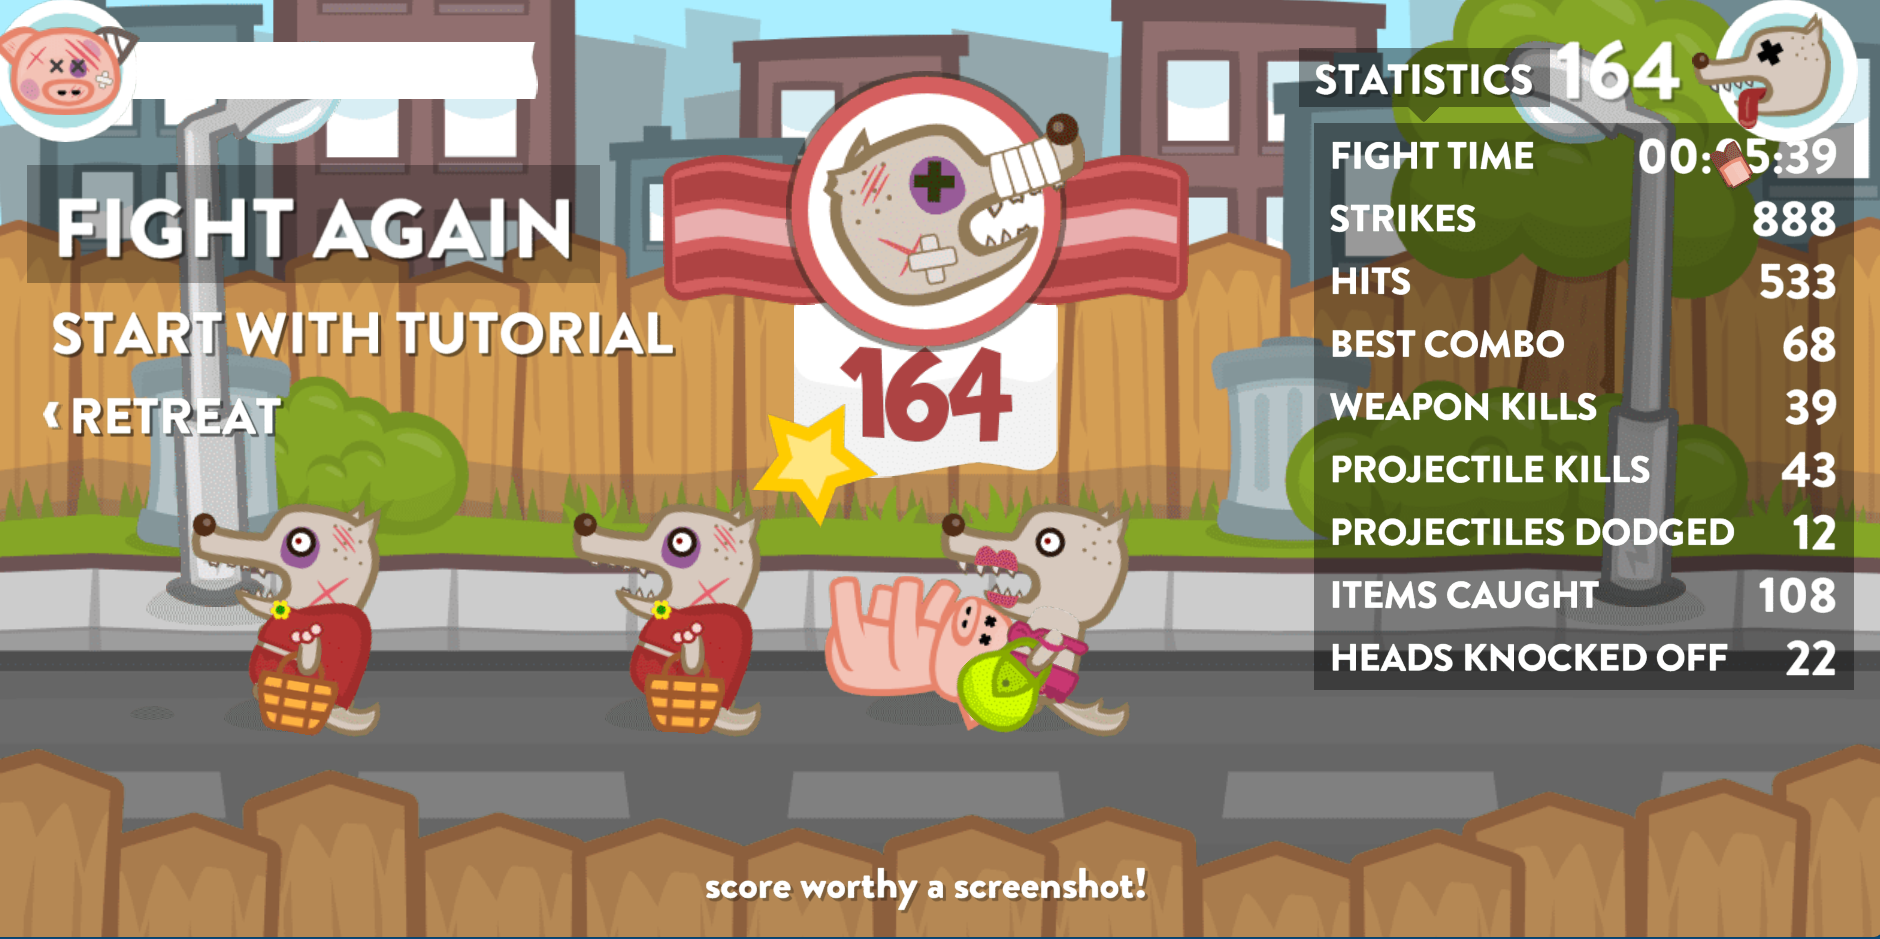 FIGHT AGAIN
START WITH TUTORIAL
RETREAT
164
score worthy a screenshot!
STATISTICS 164
FIGHT TIME
STRIKES 888
HITS 533
BEST COMBO 68
WEAPON KILLS 39
PROJECTILE KILLS 43
PROJECTILES DODGED 12
ITEMS CAUGHT 108
HEADS KNOCKED OFF 22